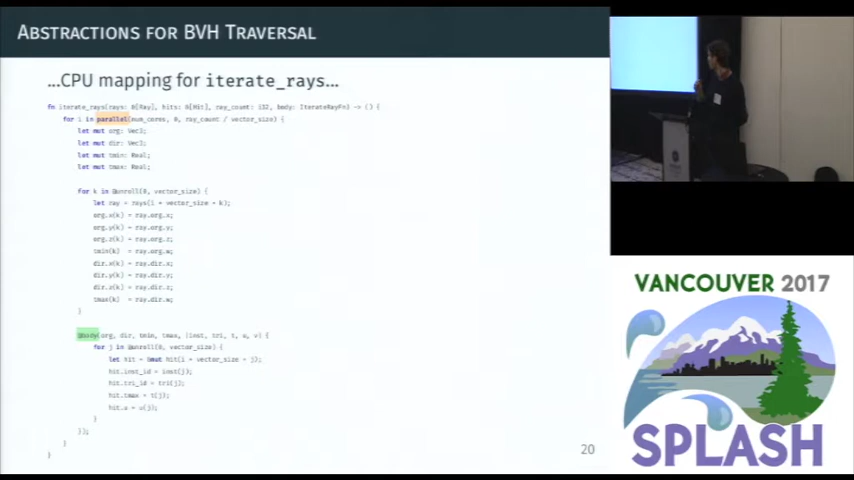 ABSTRACTIONS FOR BVH TRAVERSAL
...CPU mapping for iterate_rays...
fn iterate_rays(rays: &[Ray], hits: &[Hit], ray_count: i32, body: IterateRayFn) -> () {
for i in parallel(num_cores, 0, ray_count / vector_size) {
let mut org: Vec3;
let mut dir: Vec3;
let mut tmin: Real;
let mut tmax: Real;
for k in @unroll(0, vector_size) {
let ray = rays(i * vector_size + k);
org.x(k) = ray.org.x;
org.y(k) = ray.org.y;
org.z(k) = ray.org.z;
tmin(k) = ray.org.w;
dir.x(k) = ray.dir.x;
dir.y(k) = ray.dir.y;
dir.z(k) = ray.dir.z;
tmax(k) = ray.dir.w;
}
@body(org, dir, tmin, tmax, |inst, tri, t, u, v| {
for j in @unroll(0, vector_size) {
let hit = &mut hit(i * vector_size + j);
hit.inst_id = inst(j);
hit.tri_id = tri(j);
hit.tmax = t(j);
hit.u = u(j);
}
});
}
}
20
VANCOUVER 2017
SPLASH